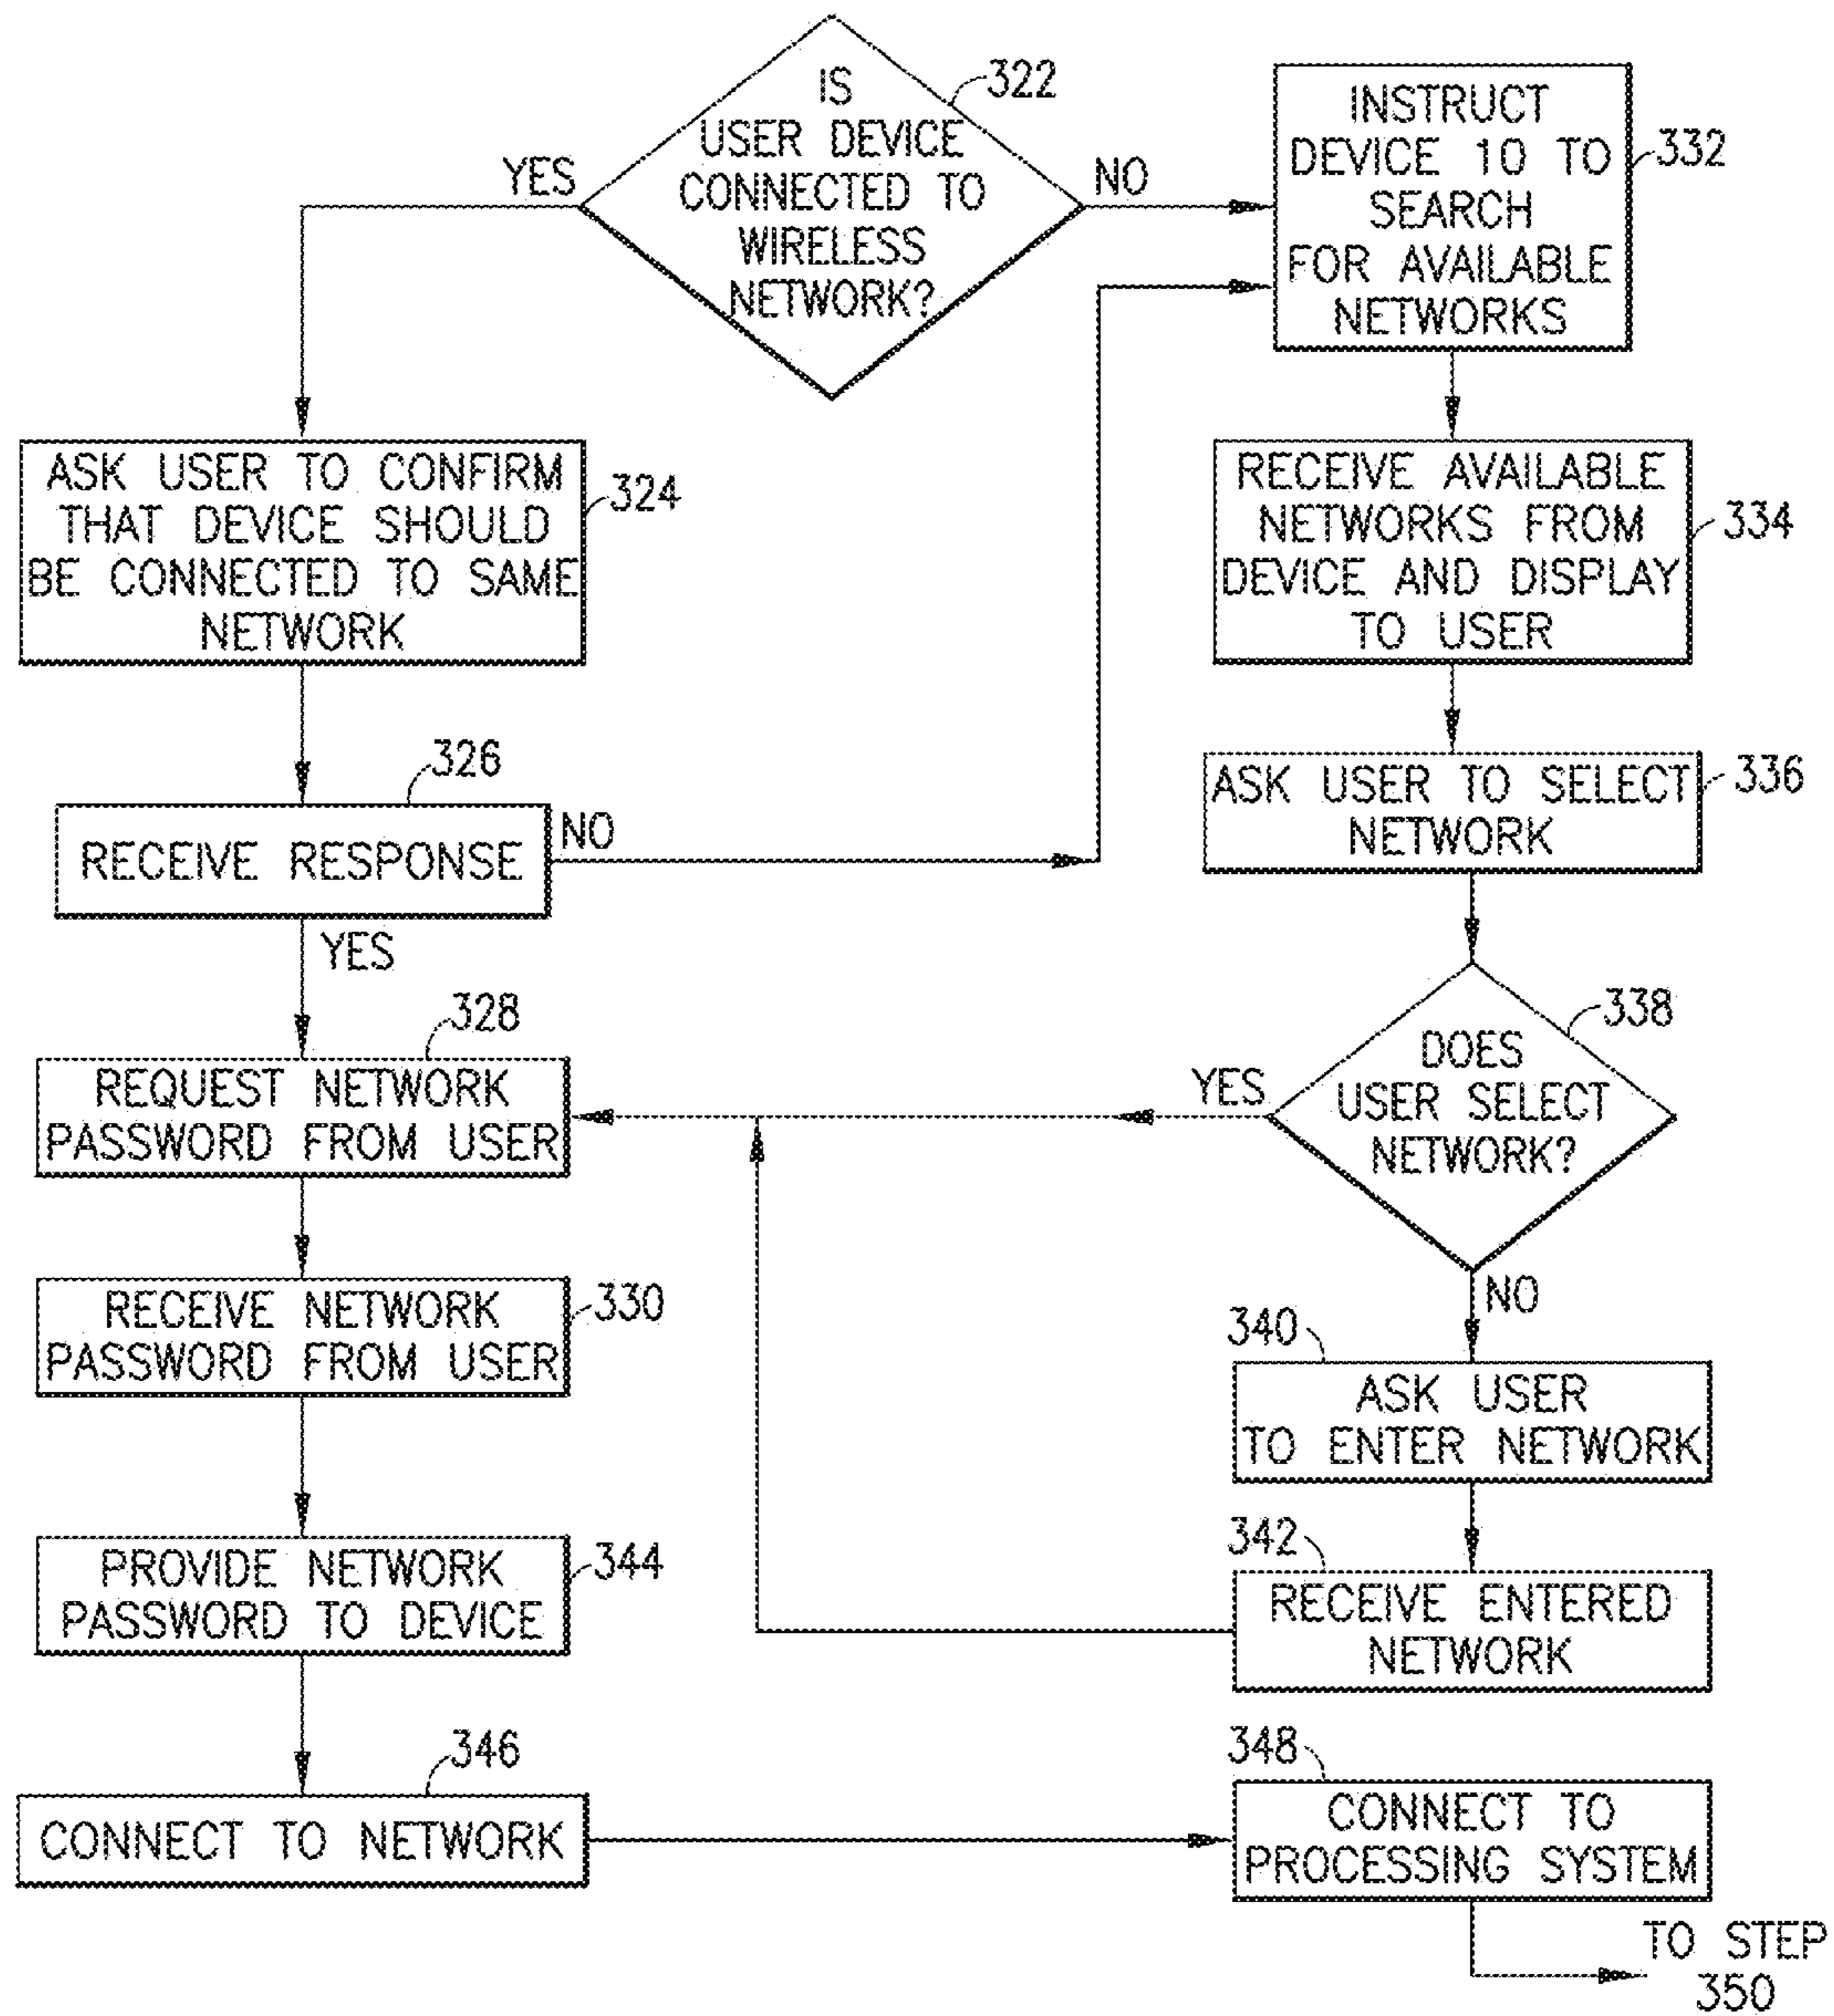 IS
USER DEVICE
CONNECTED TO
WIRELESS
NETWORK?
322
YES
NO
INSTRUCT
DEVICE 10 TO
SEARCH
FOR AVAILABLE
NETWORKS
332
ASK USER TO CONFIRM
THAT DEVICE SHOULD
BE CONNECTED TO SAME
NETWORK
324
RECEIVE AVAILABLE
NETWORKS FROM
DEVICE AND DISPLAY
TO USER
334
326
RECEIVE RESPONSE
NO
YES
ASK USER TO SELECT
NETWORK
336
328
REQUEST NETWORK
PASSWORD FROM USER
338
DOES
USER SELECT
NETWORK?
YES
NO
RECEIVE NETWORK
PASSWORD FROM USER
330
340
ASK USER
TO ENTER NETWORK
PROVIDE NETWORK
PASSWORD TO DEVICE
344
342
RECEIVE ENTERED
NETWORK
346
CONNECT TO NETWORK
348
CONNECT TO
PROCESSING SYSTEM
TO STEP
350